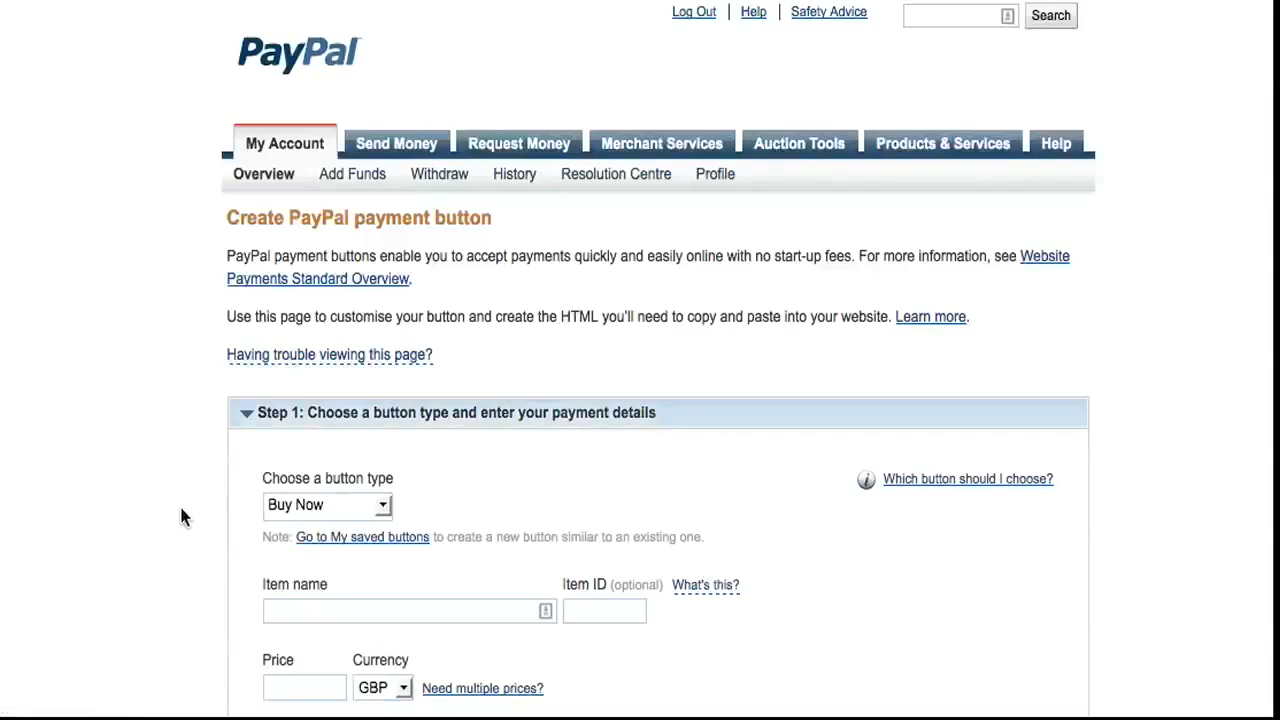 Log Out | Help | Safety Advice Search
PayPal
My Account Send Money Request Money Merchant Services Auction Tools Products & Services Help
Overview Add Funds Withdraw History Resolution Centre Profile
Create PayPal payment button
PayPal payment buttons enable you to accept payments quickly and easily online with no start-up fees. For more information, see Website
Payments Standard Overview.
Use this page to customise your button and create the HTML you'll need to copy and paste into your website. Learn more.
Having trouble viewing this page?
Step 1: Choose a button type and enter your payment details
Choose a button type
Which button should I choose?
Buy Now
Note: Go to My saved buttons to create a new button similar to an existing one.
Item name Item ID (optional) What's this?
Price Currency
GBP Need multiple prices?